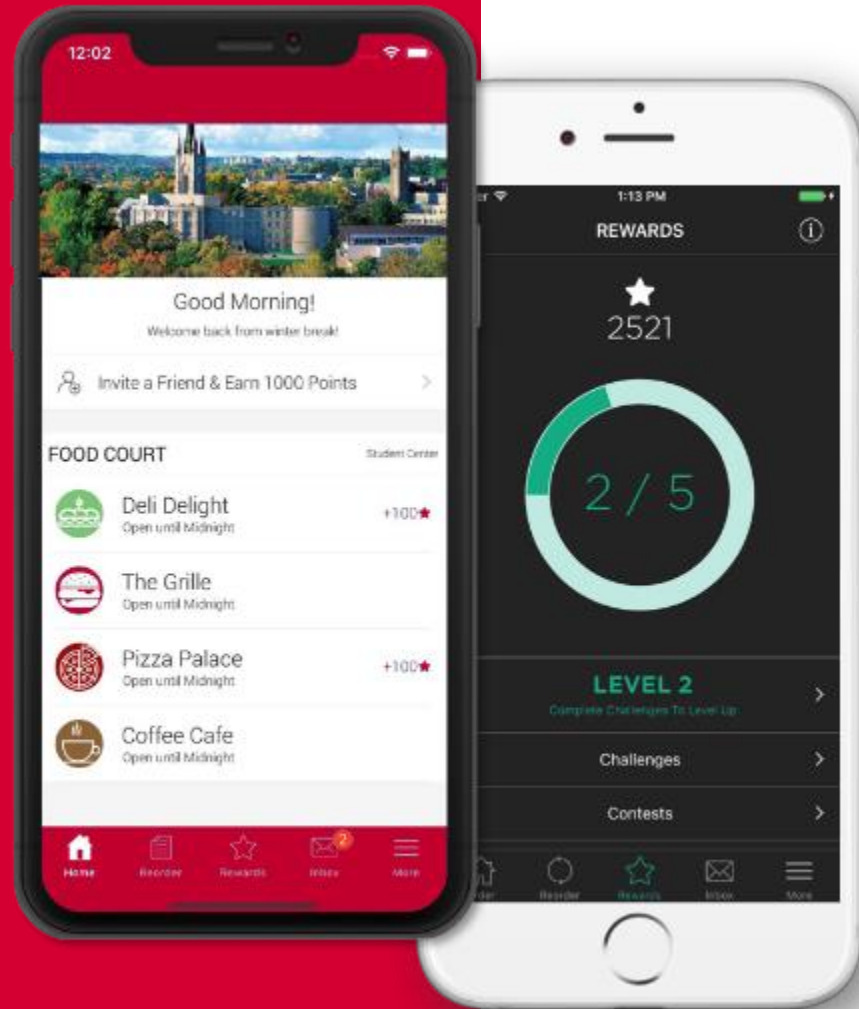 12:02
Good Morning!
Welcome back from winter break!
Invite a Friend & Earn 1000 Points
FOOD COURT
Student Center
Deli Delight
Open until Midnight
+100
The Grille
Open until Midnight
Pizza Palace
Open until Midnight
+100
Coffee Cafe
Open until Midnight
2
Home
Reorder
Rewards
Inbox
More
1:13 PM
REWARDS
2521
2 / 5
LEVEL 2
Complete Challenges To Level Up
Challenges
Contests
Reorder
Rewards
Inbox
More